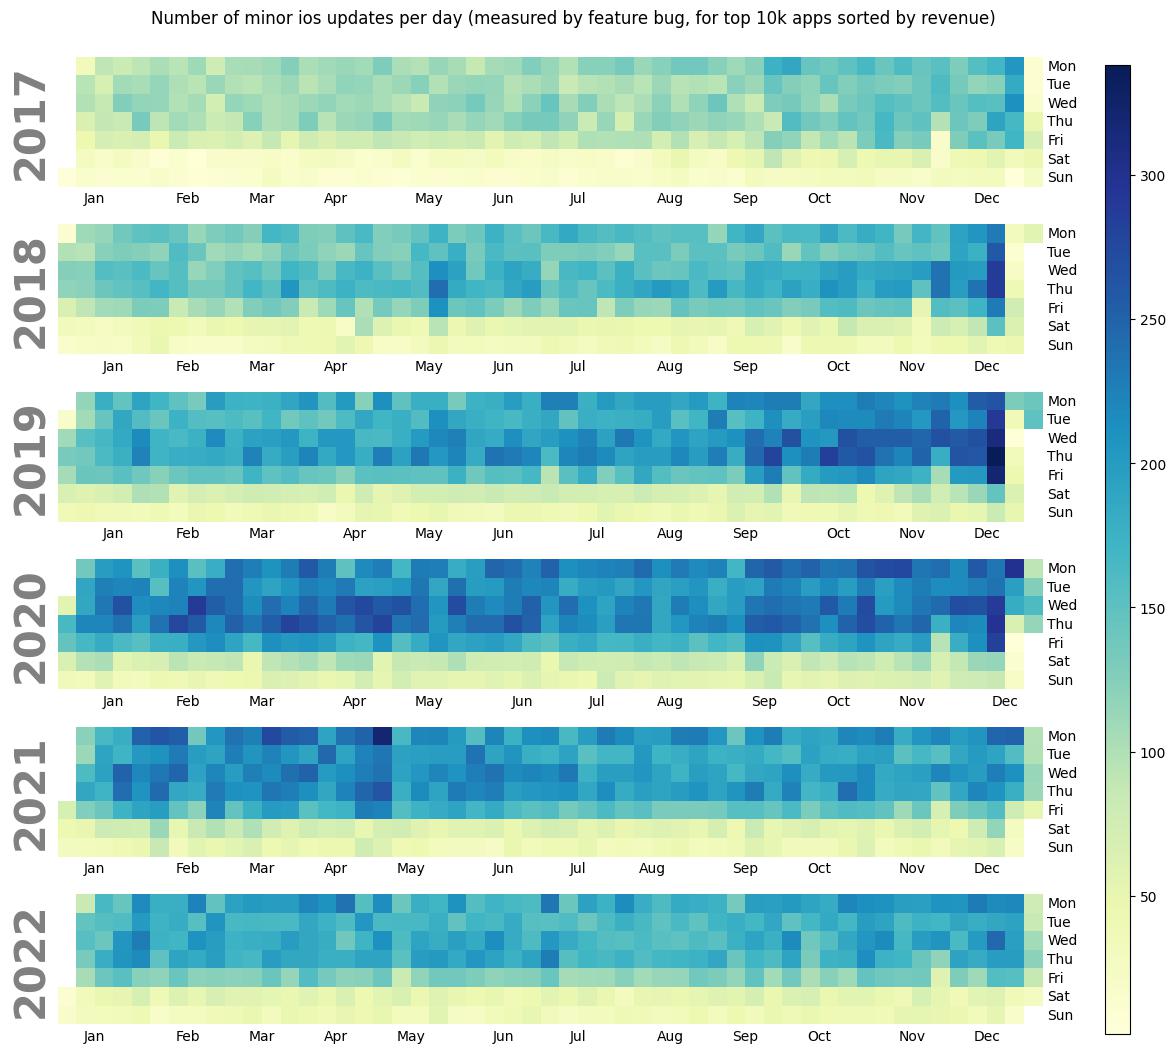 Number of minor ios updates per day (measured by feature bug, for top 10k apps sorted by revenue)
2017
Mon
Tue
Wed
Thu
Fri
Sat
Sun
Jan Feb Mar Apr May Jun Jul Aug Sep Oct Nov Dec
2018
Mon
Tue
Wed
Thu
Fri
Sat
Sun
Jan Feb Mar Apr May Jun Jul Aug Sep Oct Nov Dec
2019
Mon
Tue
Wed
Thu
Fri
Sat
Sun
Jan Feb Mar Apr May Jun Jul Aug Sep Oct Nov Dec
2020
Mon
Tue
Wed
Thu
Fri
Sat
Sun
Jan Feb Mar Apr May Jun Jul Aug Sep Oct Nov Dec
2021
Mon
Tue
Wed
Thu
Fri
Sat
Sun
Jan Feb Mar Apr May Jun Jul Aug Sep Oct Nov Dec
2022
Mon
Tue
Wed
Thu
Fri
Sat
Sun
Jan Feb Mar Apr May Jun Jul Aug Sep Oct Nov Dec
300
250
200
150
100
50